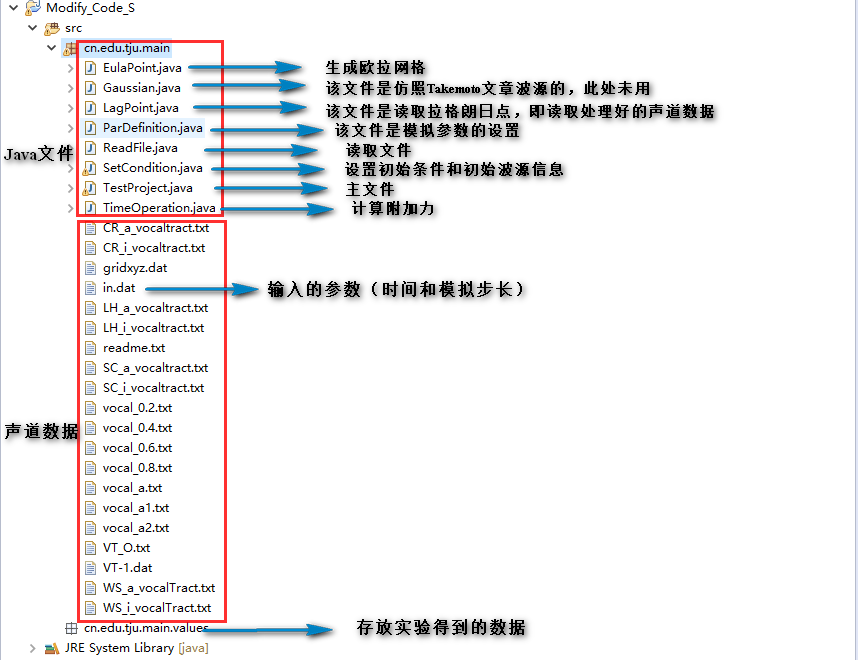 Modify_Code_S
src
cn.edu.tju.main
EulaPoint.java 生成欧拉网格
Gaussian.java 该文件是仿照Takemoto文章波源的，此处未用
LagPoint.java 该文件是读取拉格朗日点，即读取处理好的声道数据
ParDefinition.java 该文件是模拟参数的设置
Java文件 ReadFile.java 读取文件
SetCondition.java 设置初始条件和初始波源信息
TestProject.java 主文件
TimeOperation.java 计算附加力
CR_a_vocaltract.txt
CR_i_vocaltract.txt
gridxyz.dat
in.dat 输入的参数（时间和模拟步长）
LH_a_vocaltract.txt
LH_i_vocaltract.txt
readme.txt
SC_a_vocaltract.txt
SC_i_vocaltract.txt
vocal_0.2.txt
声道数据 vocal_0.4.txt
vocal_0.6.txt
vocal_0.8.txt
vocal_a.txt
vocal_a1.txt
vocal_a2.txt
VT_O.txt
VT-1.dat
WS_a_vocalTract.txt
WS_i_vocalTract.txt
cn.edu.tju.main.values 存放实验得到的数据
JRE System Library [java]